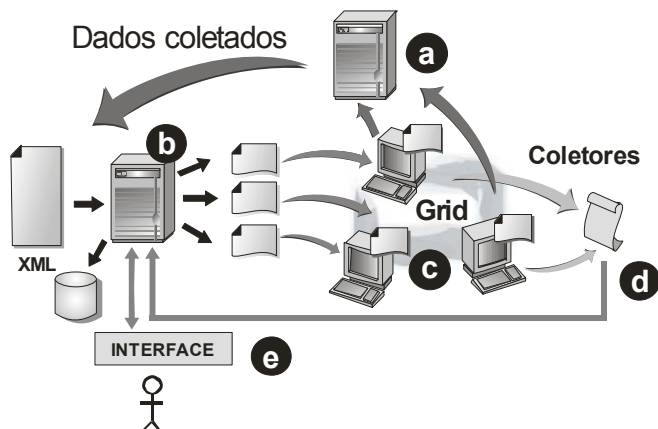 Dados coletados
a
b
Coletores
Grid
XML
c
d
INTERFACE
e